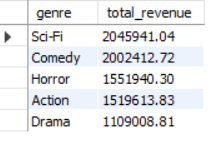 genre total_revenue
Sci-Fi 2045941.04
Comedy 2002412.72
Horror 1551940.30
Action 1519613.83
Drama 1109008.81